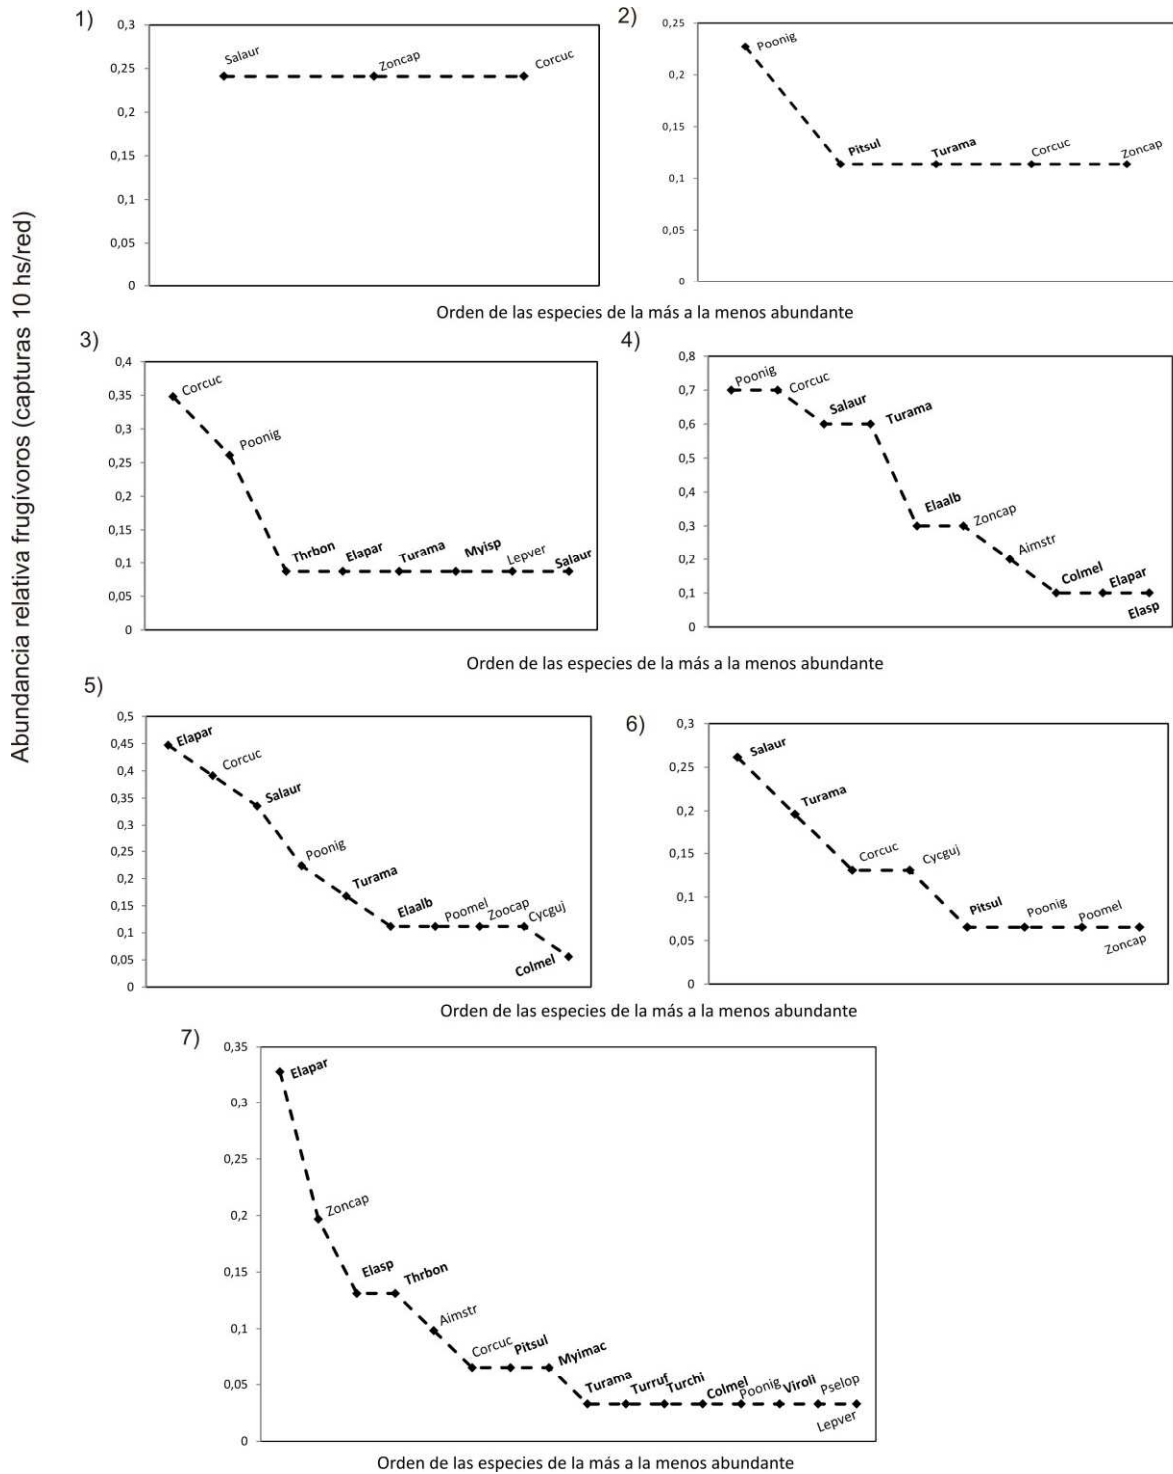 Abundancia relativa frugívoros (capturas 10 hs/red)
1)
0,3
0,25
0,2
0,15
0,1
0,05
0
Salaur
Zoncap
Corcuc
2)
0,25
0,2
0,15
0,1
0,05
0
Poonig
Pitsul
Turama
Corcuc
Zoncap
Orden de las especies de la más a la menos abundante
3)
0,4
0,35
0,3
0,25
0,2
0,15
0,1
0,05
0
Corcuc
Poonig
Thrbon
Elapar
Turama
Myisp
Lepver
Salaur
4)
0,8
0,7
0,6
0,5
0,4
0,3
0,2
0,1
0
Poonig
Corcuc
Salaur
Turama
Elaalb
Zoncap
Aimstr
Colmel
Elapar
Elasp
Orden de las especies de la más a la menos abundante
5)
0,5
0,45
0,4
0,35
0,3
0,25
0,2
0,15
0,1
0,05
0
Elapar
Corcuc
Salaur
Poonig
Turama
Elaalb
Poomel
Zoocap
Cycguj
Colmel
6)
0,3
0,25
0,2
0,15
0,1
0,05
0
Salaur
Turama
Corcuc
Cycguj
Pitsul
Poonig
Poomel
Zoncap
Orden de las especies de la más a la menos abundante
7)
0,35
0,3
0,25
0,2
0,15
0,1
0,05
0
Elapar
Zoncap
Elasp
Thrbon
Aimstr
Corcuc
Pitsul
Myimac
Turama
Turruf
Turchi
Colmel
Poonig
Viroli
Pselop
Lepver
Orden de las especies de la más a la menos abundante